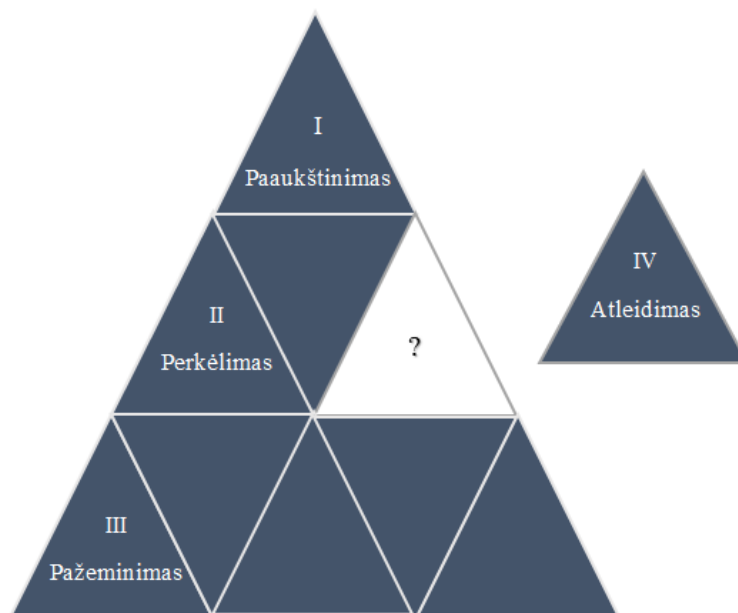 I
Paaukštinimas
II
Perkėlimas
?
IV
Atleidimas
III
Pažeminimas